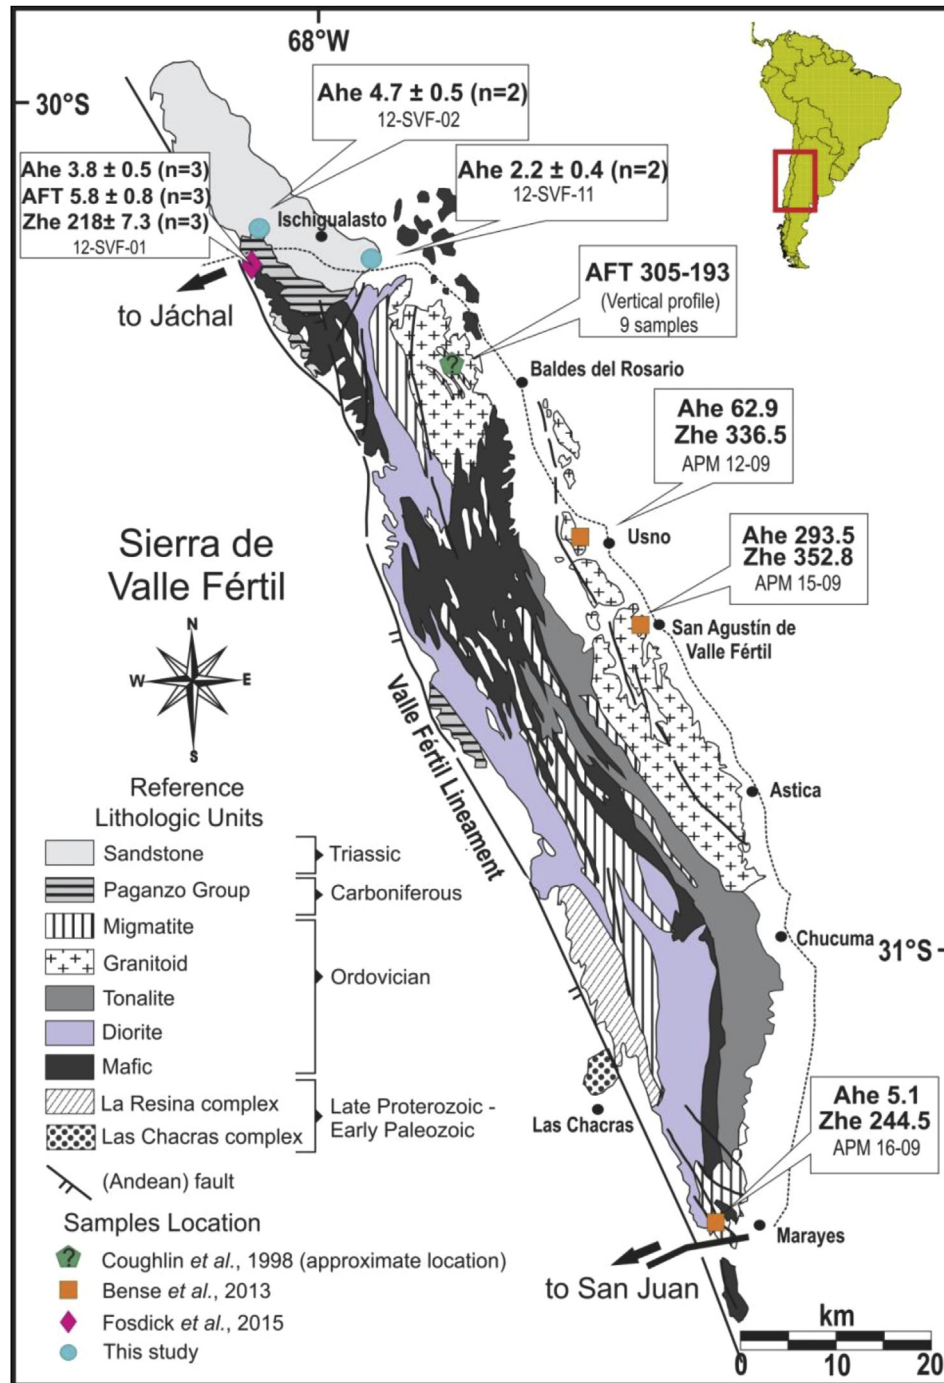 68°W
30°S
Ahe 4.7 ± 0.5 (n=2)
12-SVF-02
Ahe 3.8 ± 0.5 (n=3)
AFT 5.8 ± 0.8 (n=3)
Zhe 218± 7.3 (n=3)
12-SVF-01
Ahe 2.2 ± 0.4 (n=2)
12-SVF-11
Ischigualasto
to Jáchal
AFT 305-193
(Vertical profile)
9 samples
?
Baldes del Rosario
Ahe 62.9
Zhe 336.5
APM 12-09
Usno
Ahe 293.5
Zhe 352.8
APM 15-09
San Agustín de
Valle Fértil
Sierra de
Valle Fértil
N
W
E
S
Valle Fértil Lineament
Astica
Chucuma
31°S
Reference
Lithologic Units
Sandstone
Triassic
Paganzo Group
Carboniferous
Migmatite
Granitoid
Ordovician
Tonalite
Diorite
Mafic
La Resina complex
Late Proterozoic -
Early Paleozoic
Las Chacras complex
(Andean) fault
Las Chacras
Ahe 5.1
Zhe 244.5
APM 16-09
Marayes
to San Juan
Samples Location
? Coughlin et al., 1998 (approximate location)
Bense et al., 2013
Fosdick et al., 2015
This study
km
0 10 20